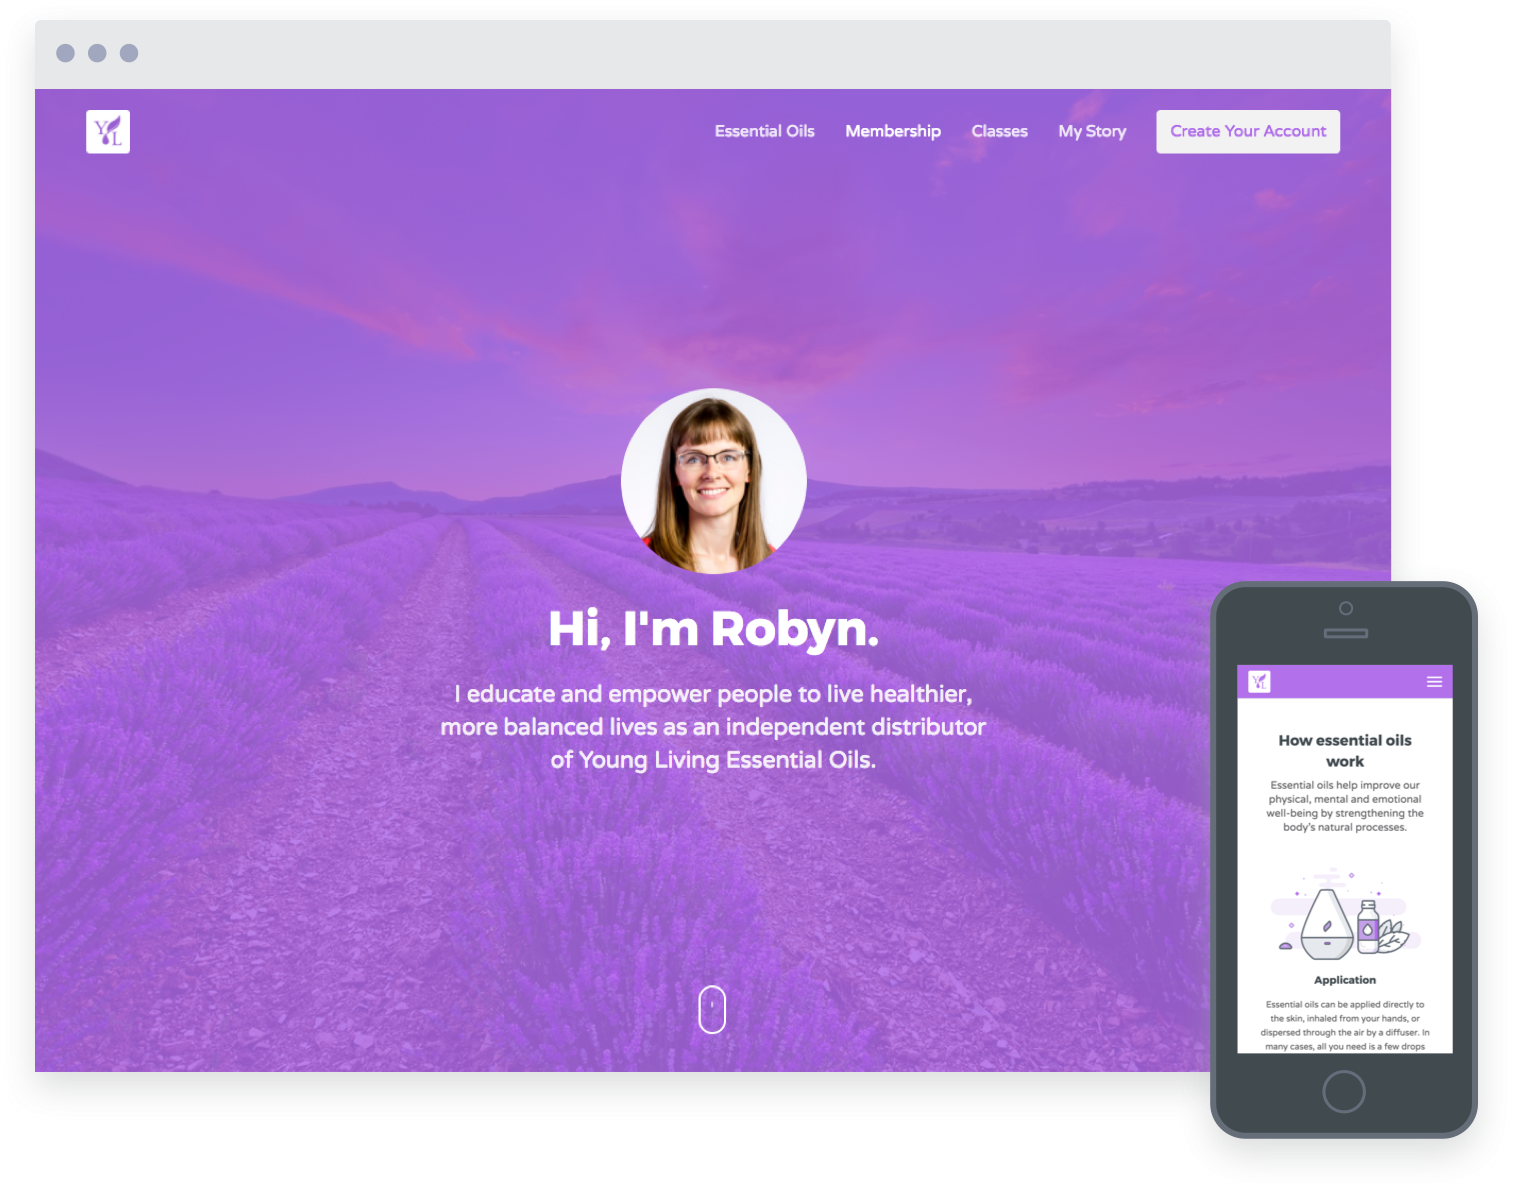 YL
Essential Oils
Membership
Classes
My Story
Create Your Account
Hi, I'm Robyn.
I educate and empower people to live healthier,
more balanced lives as an independent distributor
of Young Living Essential Oils.
YL
How essential oils
work
Essential oils help improve our
physical, mental and emotional
well-being by strengthening the
body's natural processes.
Application
Essential oils can be applied directly to
the skin, inhaled from your hands, or
dispersed through the air by a diffuser. In
many cases, all you need is a few drops